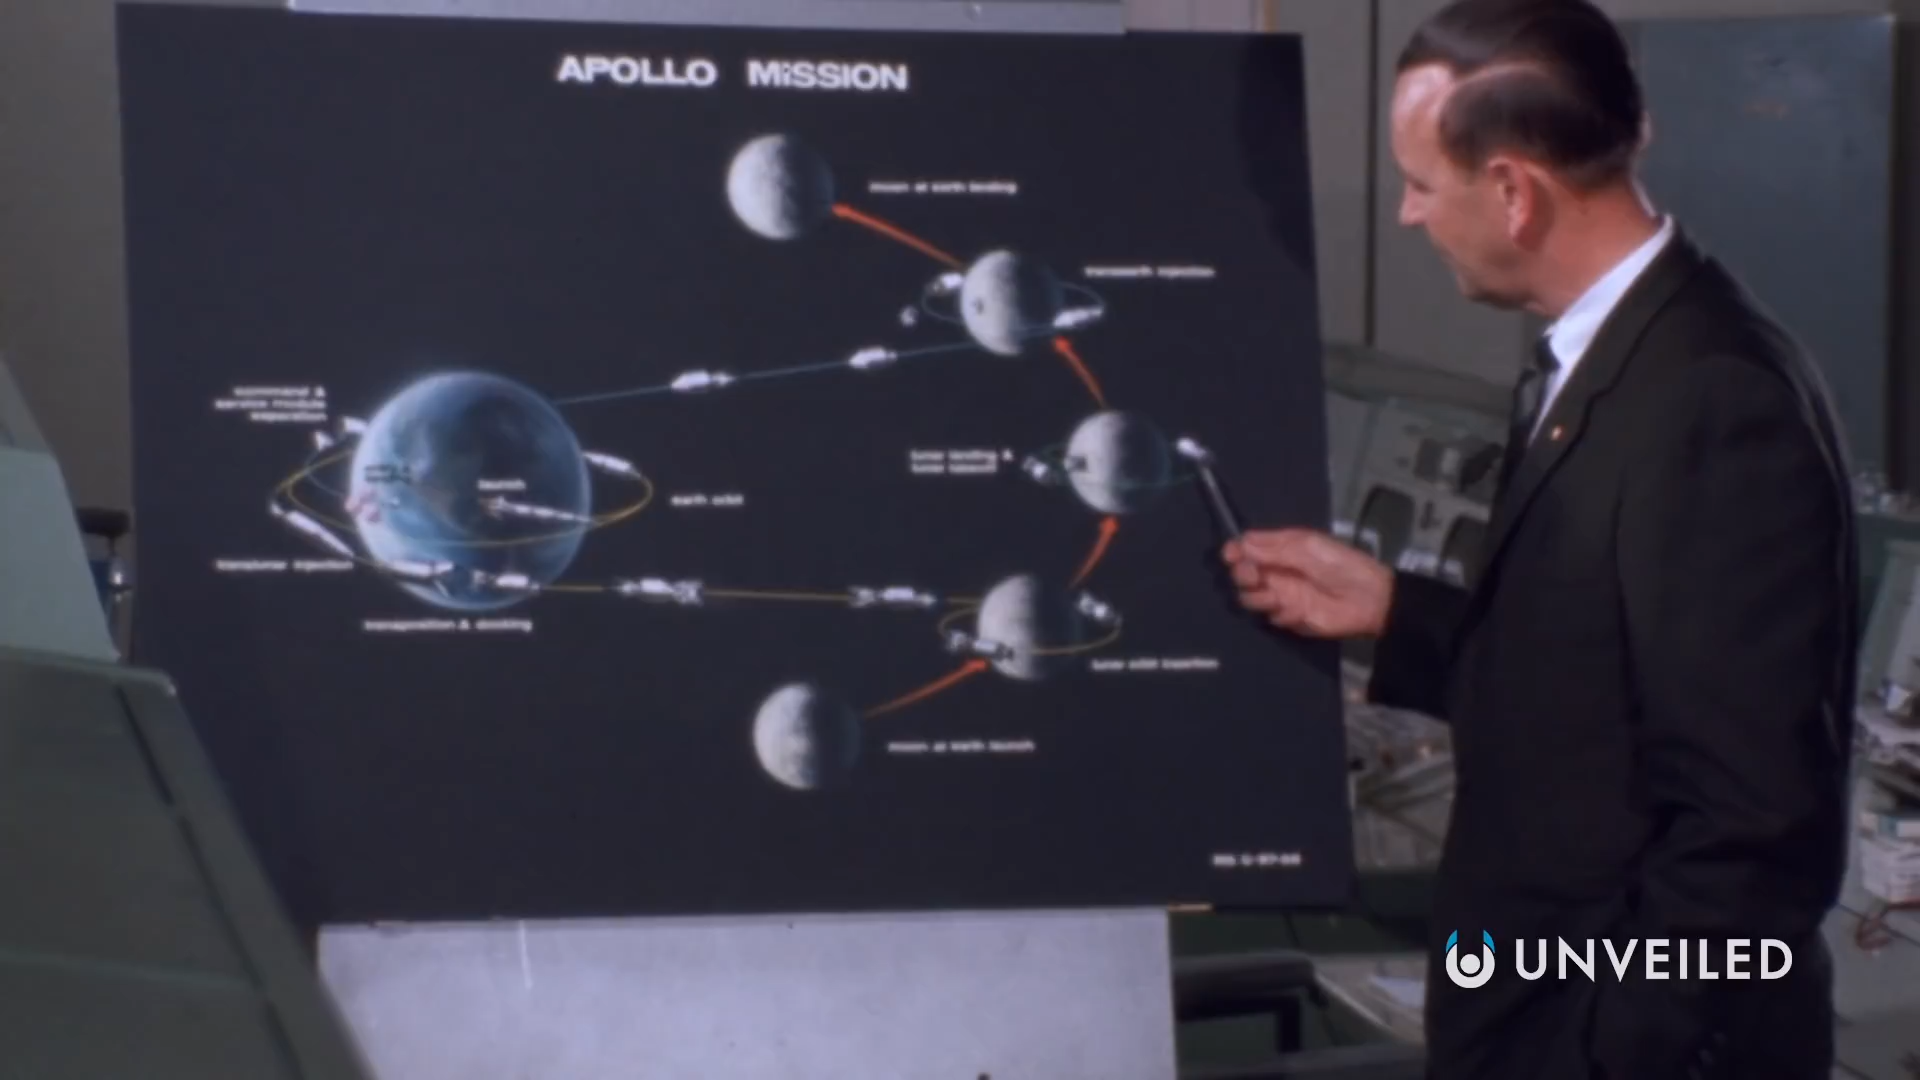 APOLLO MiSSION
moon at earth landing
transearth injection
command &
service module
separation
lunar landing &
lunar takeoff
launch
earth orbit
translunar injection
transposition & docking
lunar orbit insertion
moon at earth launch
UNVEILED